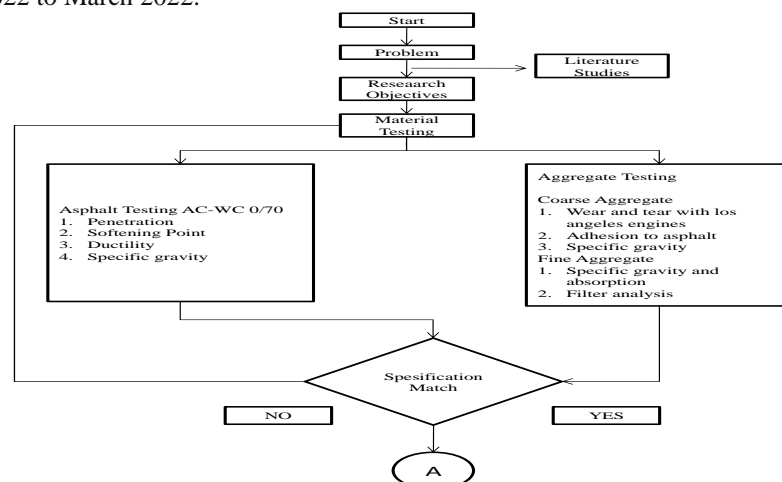 to March 2022.
Start
Problem
Literature
Studies
Reseaarch
Objectives
Material
Testing
Asphalt Testing AC-WC 0/70
1. Penetration
2. Softening Point
3. Ductility
4. Specific gravity
Aggregate Testing
Coarse Aggregate
1. Wear and tear with los
angeles engines
2. Adhesion to asphalt
3. Specific gravity
Fine Aggregate
1. Specific gravity and
absorption
2. Filter analysis
Spesification
Match
NO
YES
A